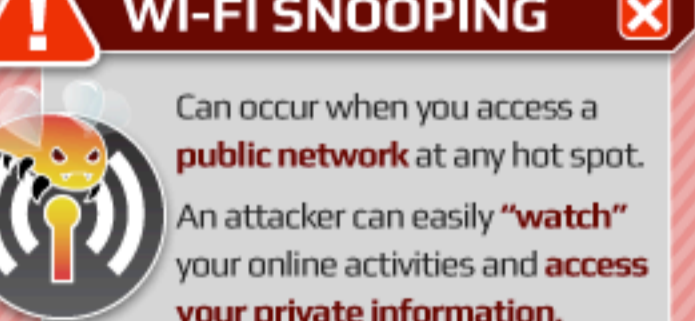 WI-FI SNOOPING
Can occur when you access a
public network at any hot spot.
An attacker can easily “watch”
your online activities and access
your private information.